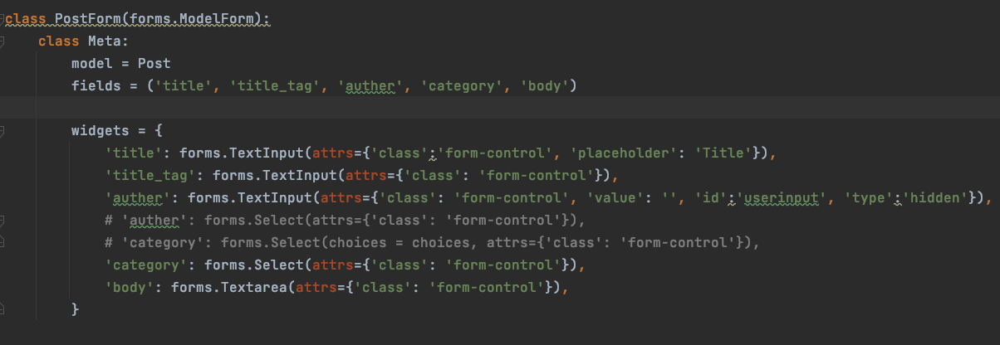 class PostForm(forms.ModelForm):
    class Meta:
        model = Post
        fields = ('title', 'title_tag', 'auther', 'category', 'body')
        widgets = {
            'title': forms.TextInput(attrs={'class':'form-control', 'placeholder': 'Title'}),
            'title_tag': forms.TextInput(attrs={'class': 'form-control'}),
            'auther': forms.TextInput(attrs={'class': 'form-control', 'value': '', 'id':'userinput', 'type':'hidden'}),
            # 'auther': forms.Select(attrs={'class': 'form-control'}),
            # 'category': forms.Select(choices = choices, attrs={'class': 'form-control'}),
            'category': forms.Select(attrs={'class': 'form-control'}),
            'body': forms.Textarea(attrs={'class': 'form-control'}),
        }